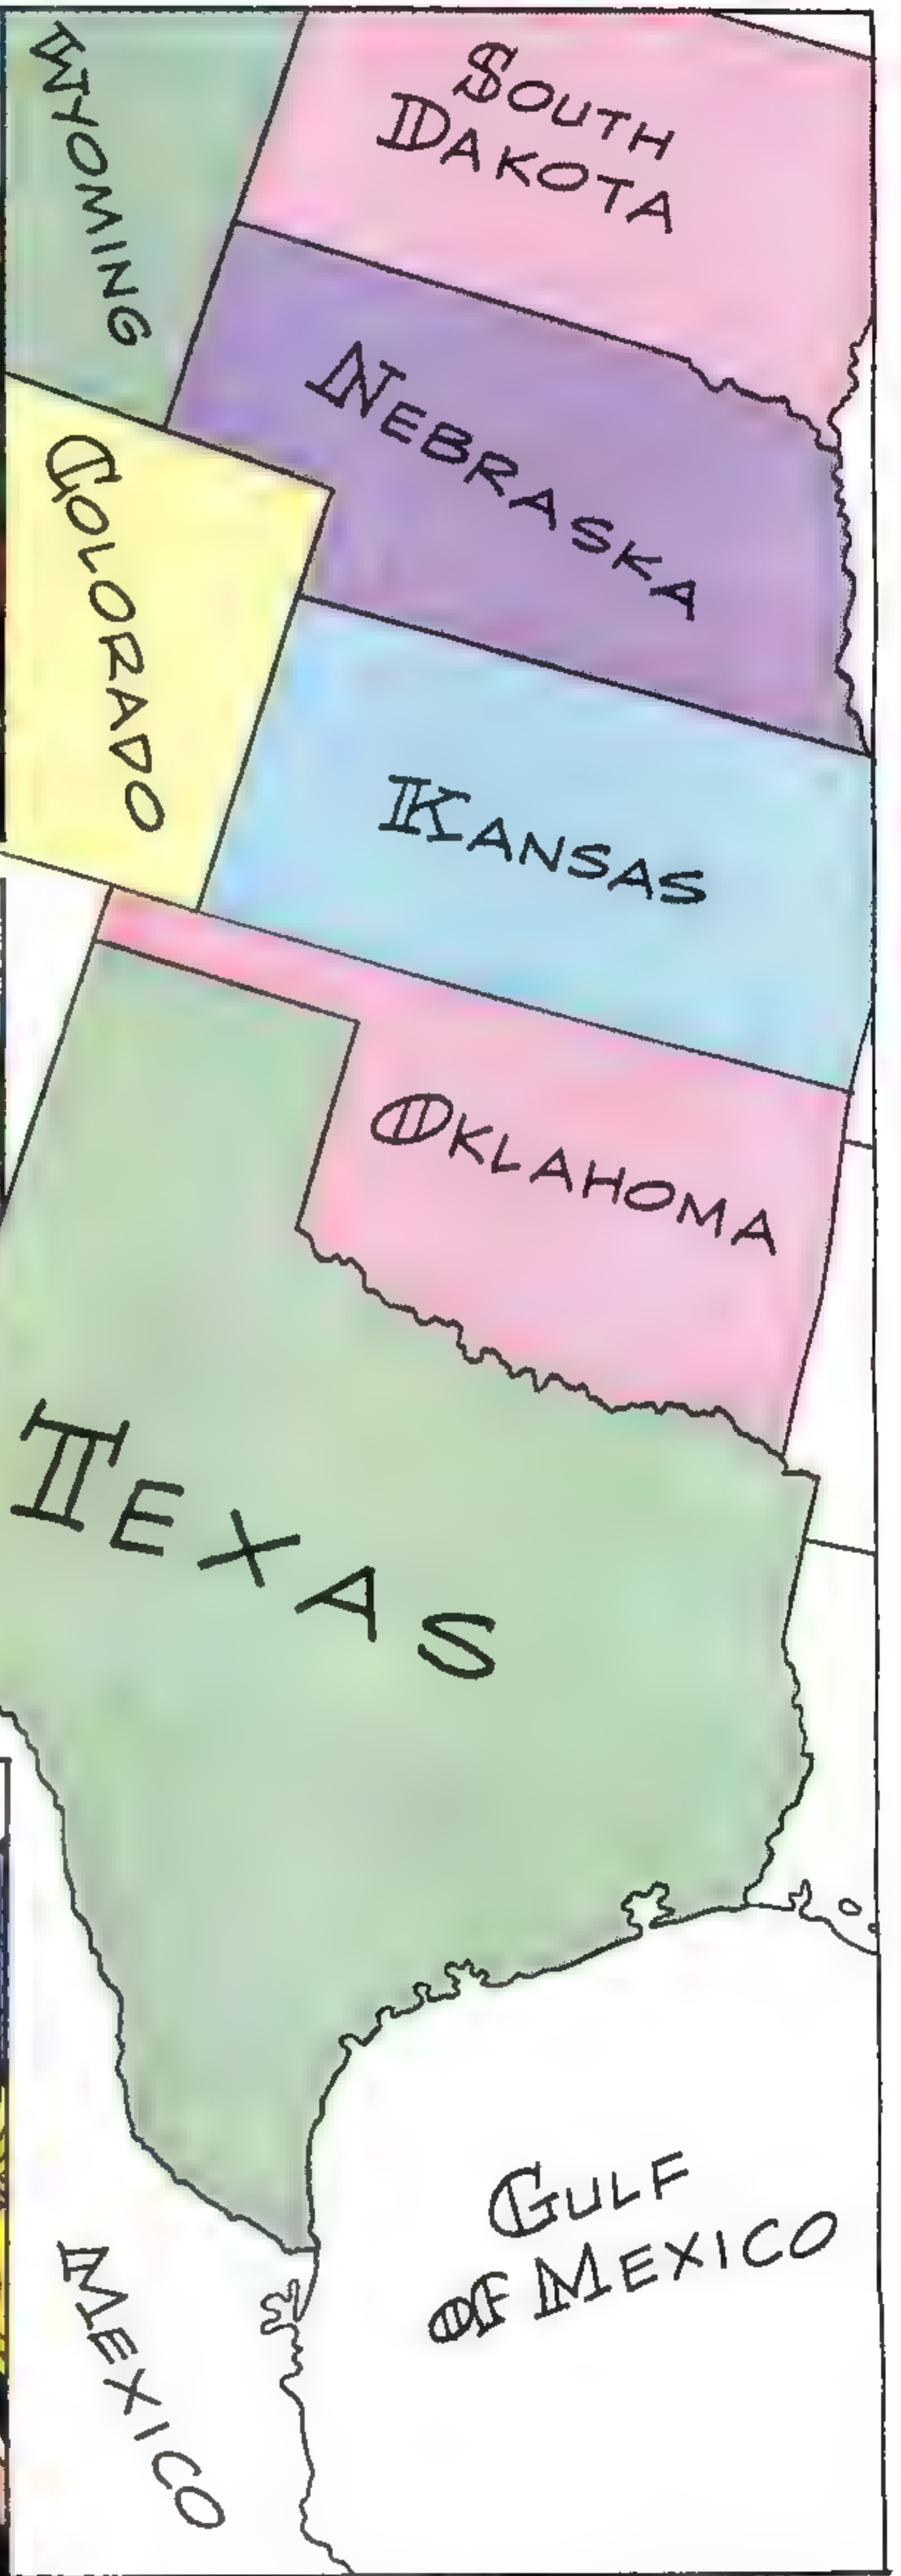 WYOMING
SOUTH
DAKOTA
NEBRASKA
COLORADO
KANSAS
OKLAHOMA
TEXAS
GULF
OF MEXICO
MEXICO